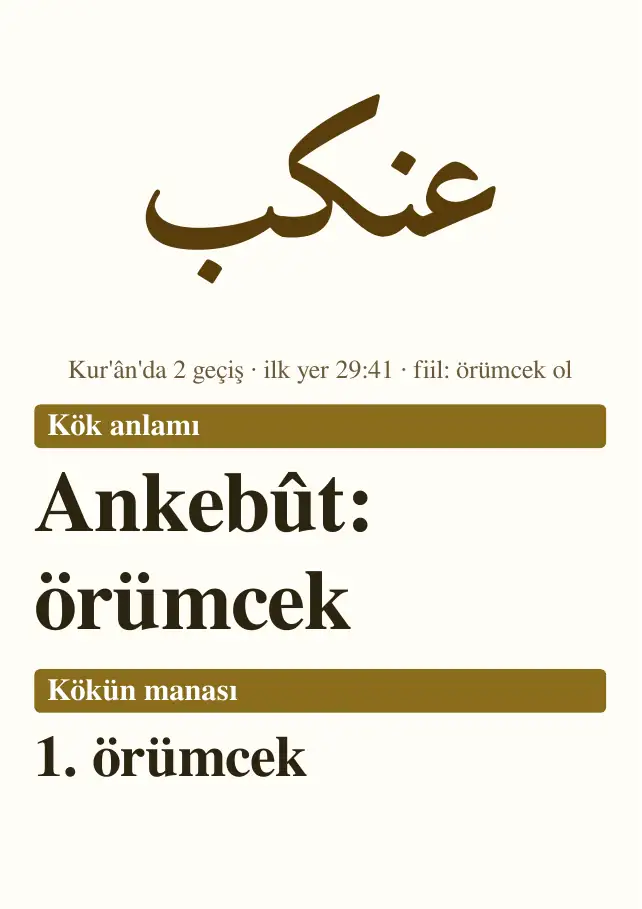 عنكب
Kur'ân'da 2 geçiş · ilk yer 29:41 · fiil: örümcek ol
Kök anlamı
Ankebût:
örümcek
Kökün manası
1. örümcek